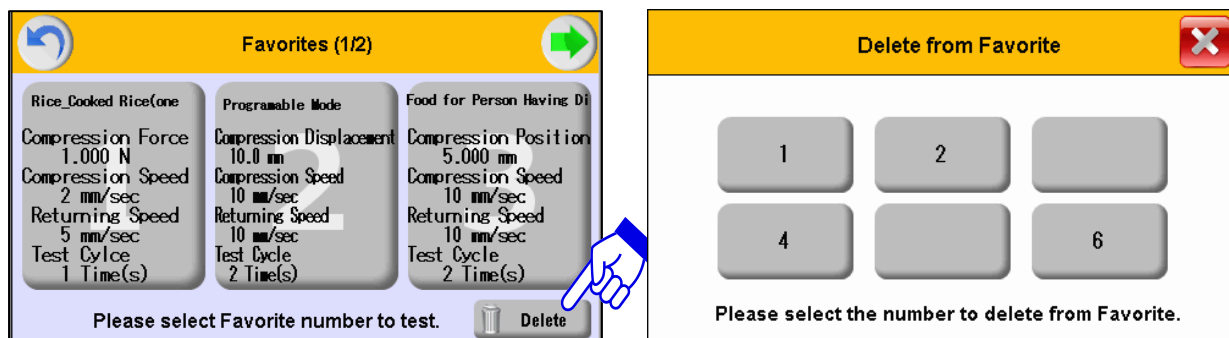 Favorites (1/2)
Rice_Cooked Rice(one
Compression Force
1.000 N
Compression Speed
2 mm/sec
Returning Speed
5 mm/sec
Test Cylce
1 Time(s)
1
Programable Mode
Compression Displacement
10.0 mm
Compression Speed
10 mm/sec
Returning Speed
10 mm/sec
Test Cycle
2 Time(s)
2
Food for Person Having Di
Compression Position
5.000 mm
Compression Speed
10 mm/sec
Returning Speed
10 mm/sec
Test Cycle
2 Time(s)
3
Please select Favorite number to test.
Delete
Delete from Favorite
1 2
4 6
Please select the number to delete from Favorite.